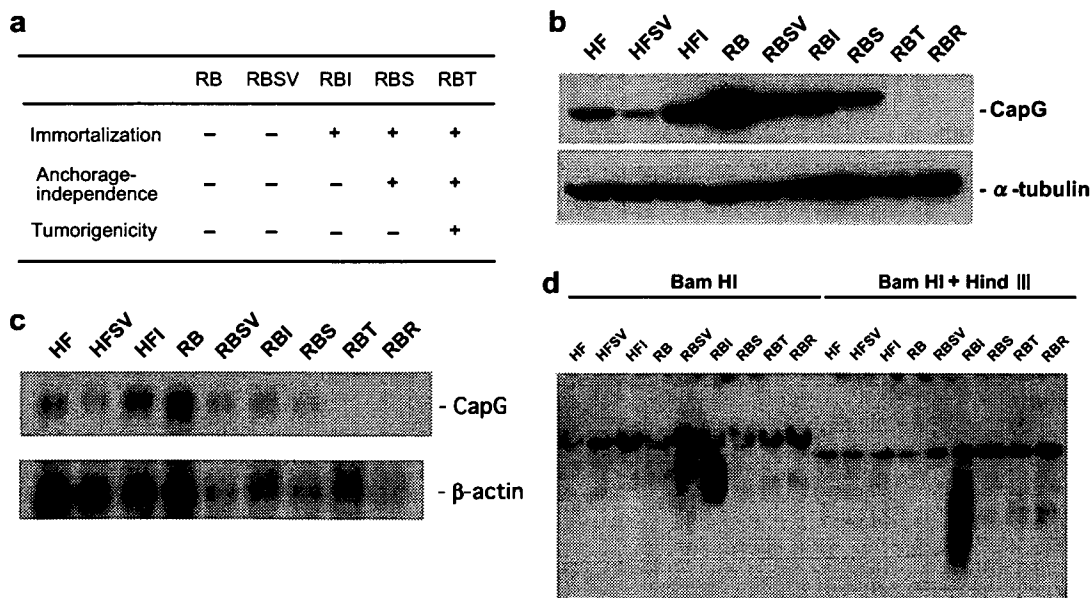 a
RB RBSV RBI RBS RBT
Immortalization − − + + +
Anchorage-
independence − − − + +
Tumorigenicity − − − − +
b
HF HFSV HFI RB RBSV RBI RBS RBT RBR
- CapG
- α-tubulin
c
HF HFSV HFI RB RBSV RBI RBS RBT RBR
- CapG
- β-actin
d
Bam HI Bam HI + Hind III
HF HFSV HFI RB RBSV RBI RBS RBT RBR HF HFSV HFI RB RBSV RBI RBS RBT RBR